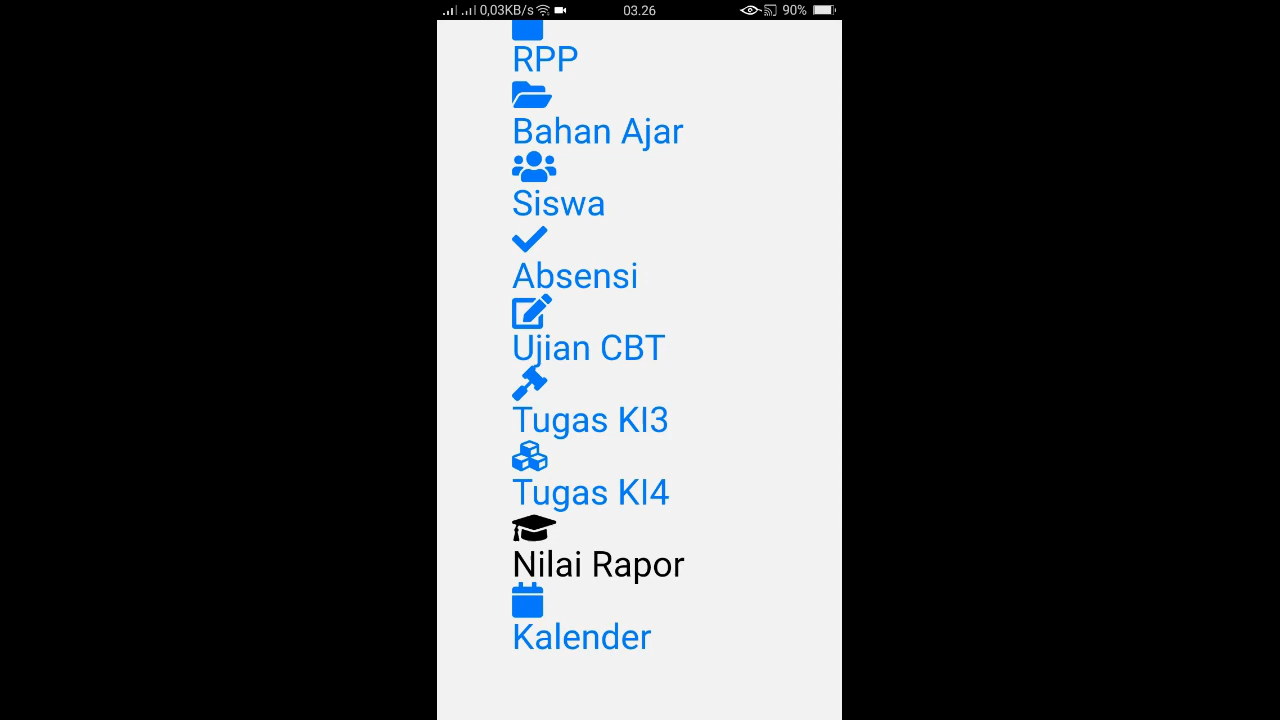 0,03KB/s 03.26 90%
RPP
Bahan Ajar
Siswa
Absensi
Ujian CBT
Tugas KI3
Tugas KI4
Nilai Rapor
Kalender